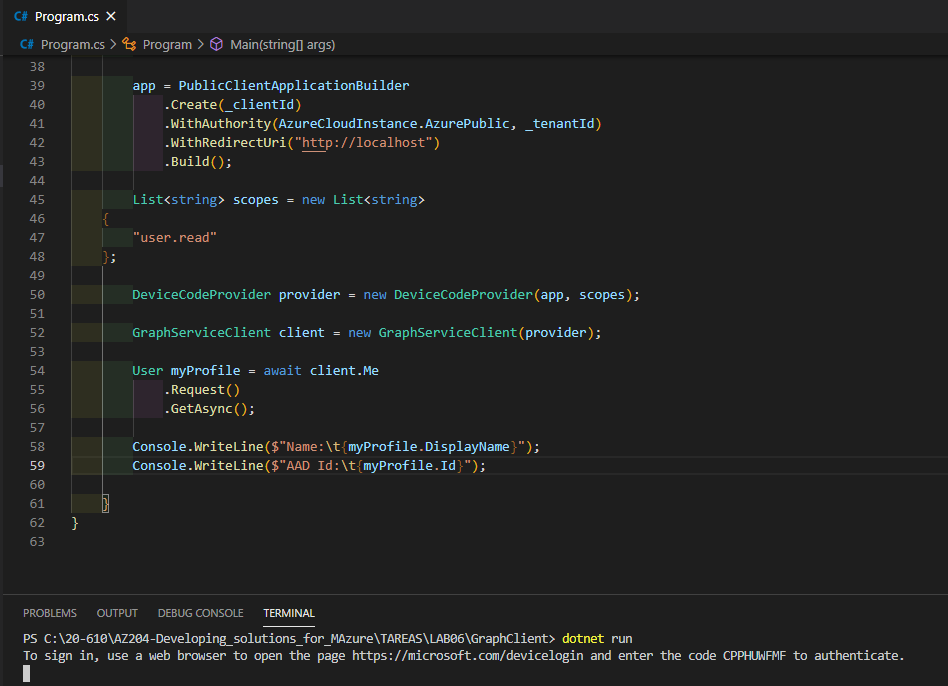 C# Program.cs ×
C# Program.cs > Program > Main(string[] args)
38
39 app = PublicClientApplicationBuilder
40 .Create(_clientId)
41 .WithAuthority(AzureCloudInstance.AzurePublic, _tenantId)
42 .WithRedirectUri("http://localhost")
43 .Build();
44
45 List<string> scopes = new List<string>
46 {
47 "user.read"
48 };
49
50 DeviceCodeProvider provider = new DeviceCodeProvider(app, scopes);
51
52 GraphServiceClient client = new GraphServiceClient(provider);
53
54 User myProfile = await client.Me
55 .Request()
56 .GetAsync();
57
58 Console.WriteLine($"Name:\t{myProfile.DisplayName}");
59 Console.WriteLine($"AAD Id:\t{myProfile.Id}");
60
61 }
62 }
63
PROBLEMS OUTPUT DEBUG CONSOLE TERMINAL
PS C:\20-610\AZ204-Developing_solutions_for_MAzure\TAREAS\LAB06\GraphClient> dotnet run
To sign in, use a web browser to open the page https://microsoft.com/devicelogin and enter the code CPPHUWFMF to authenticate.